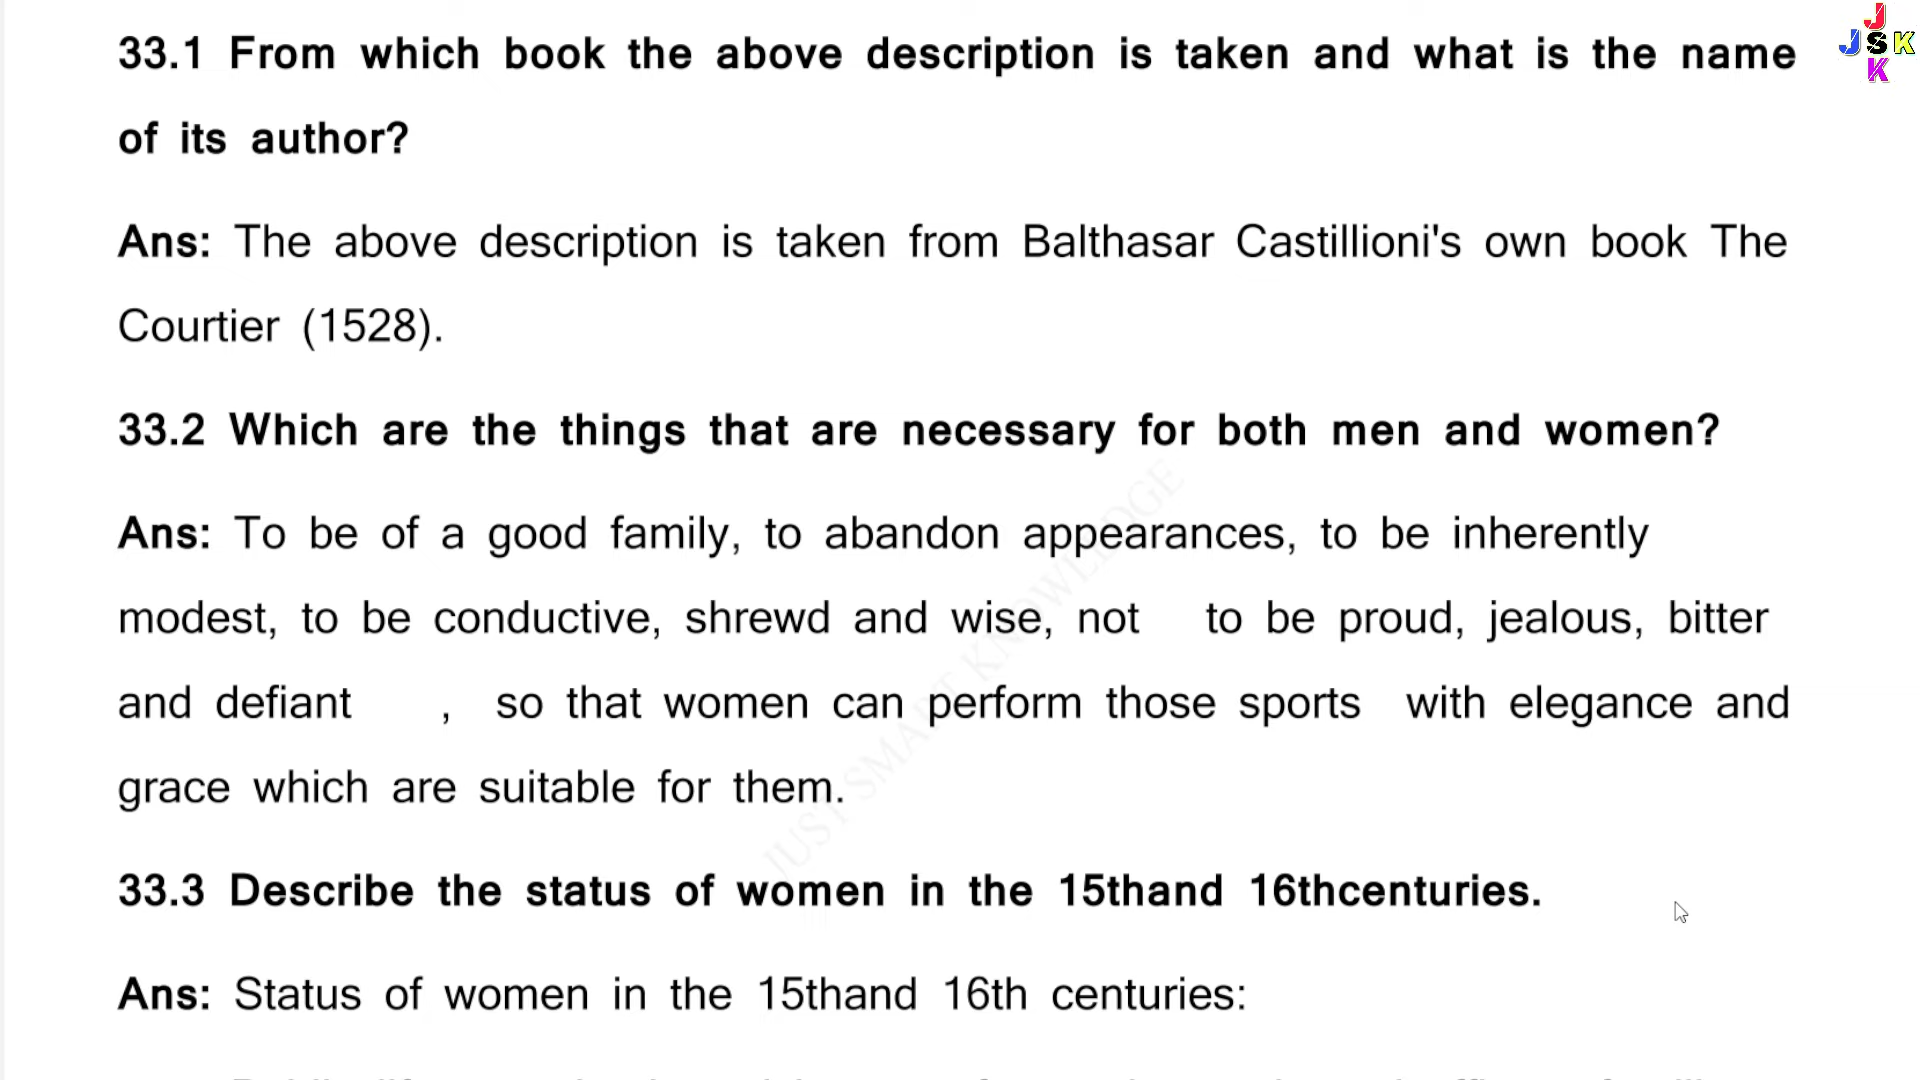 33.1 From which book the above description is taken and what is the name
of its author?
Ans: The above description is taken from Balthasar Castillioni's own book The
Courtier (1528).
33.2 Which are the things that are necessary for both men and women?
Ans: To be of a good family, to abandon appearances, to be inherently
modest, to be conductive, shrewd and wise, not to be proud, jealous, bitter
and defiant , so that women can perform those sports with elegance and
grace which are suitable for them.
33.3 Describe the status of women in the 15thand 16thcenturies.
Ans: Status of women in the 15thand 16th centuries:
JUST SMART KNOWLEDGE
J
J S K
K